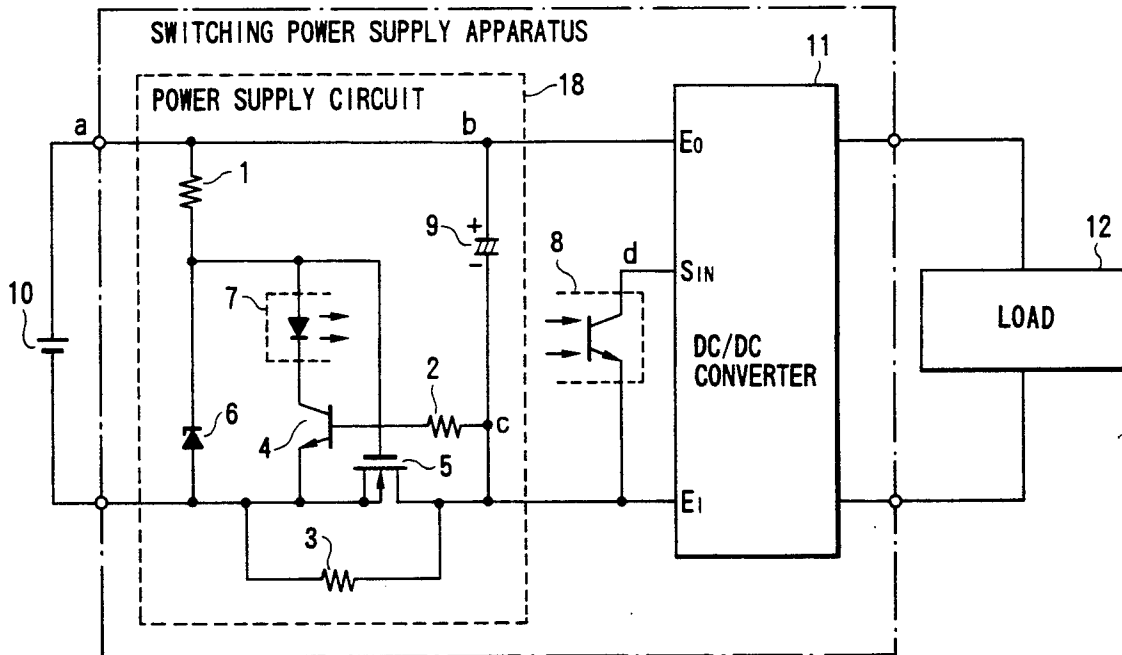 SWITCHING POWER SUPPLY APPARATUS
11
18
POWER SUPPLY CIRCUIT
a
b
E0
1
9
+
-
8
d
SIN
12
10
7
LOAD
DC/DC
CONVERTER
2
6
4
c
5
E1
3